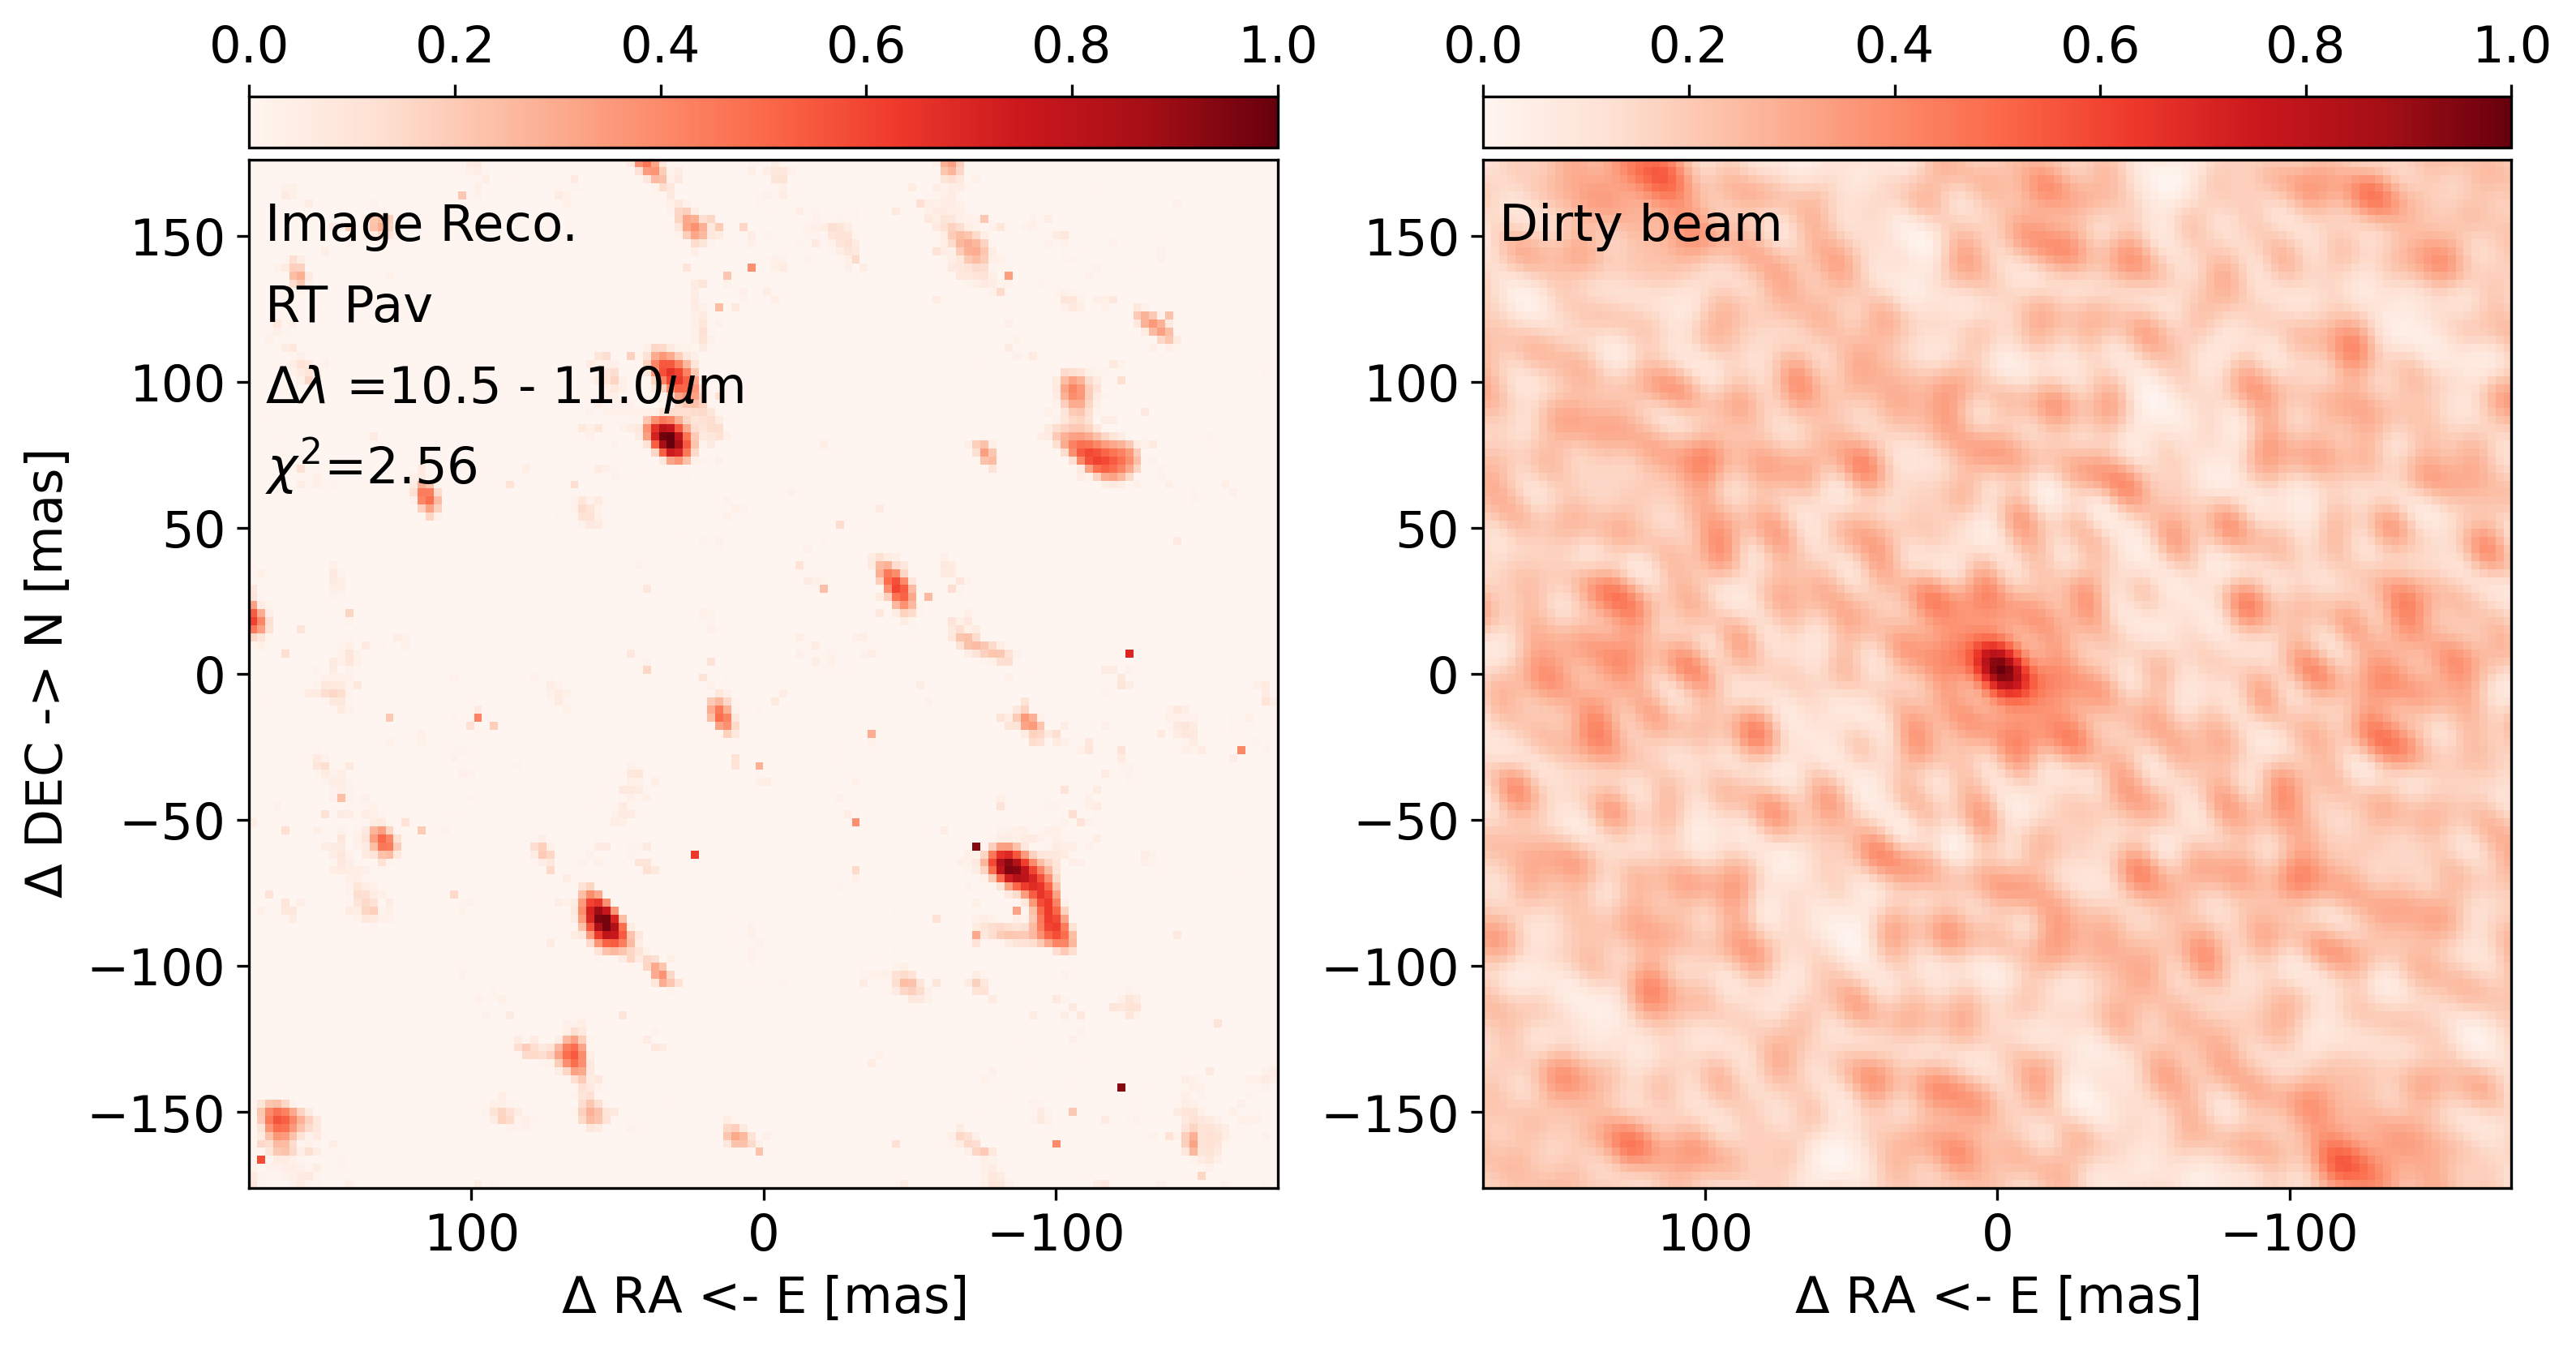 0.0 0.2 0.4 0.6 0.8 1.0
0.0 0.2 0.4 0.6 0.8 1.0
Image Reco.
RT Pav
Δλ =10.5 - 11.0μm
χ²=2.56
Dirty beam
150
100
50
0
−50
−100
−150
150
100
50
0
−50
−100
−150
100 0 −100
100 0 −100
Δ DEC -> N [mas]
Δ RA <- E [mas]
Δ RA <- E [mas]